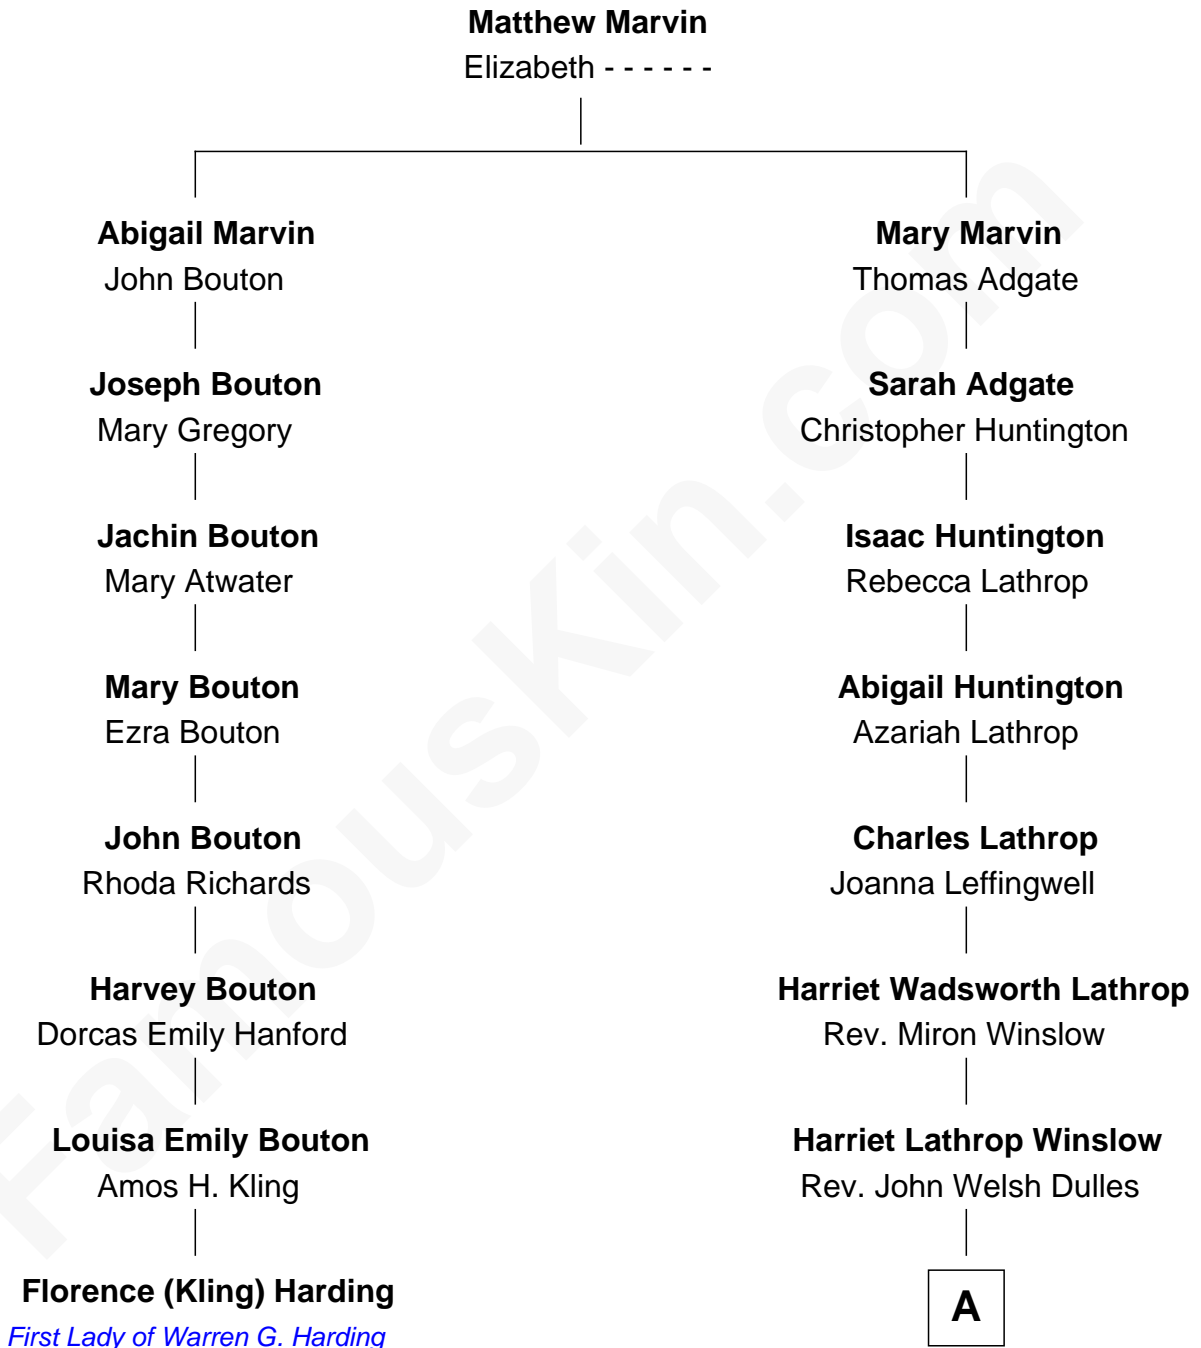 Matthew Marvin
Elizabeth - - - - - -
Abigail Marvin
John Bouton
Mary Marvin
Thomas Adgate
Joseph Bouton
Mary Gregory
Sarah Adgate
Christopher Huntington
Jachin Bouton
Mary Atwater
Isaac Huntington
Rebecca Lathrop
Mary Bouton
Ezra Bouton
Abigail Huntington
Azariah Lathrop
John Bouton
Rhoda Richards
Charles Lathrop
Joanna Leffingwell
Harvey Bouton
Dorcas Emily Hanford
Harriet Wadsworth Lathrop
Rev. Miron Winslow
Louisa Emily Bouton
Amos H. Kling
Harriet Lathrop Winslow
Rev. John Welsh Dulles
Florence (Kling) Harding
First Lady of Warren G. Harding
A
FamousKin.com